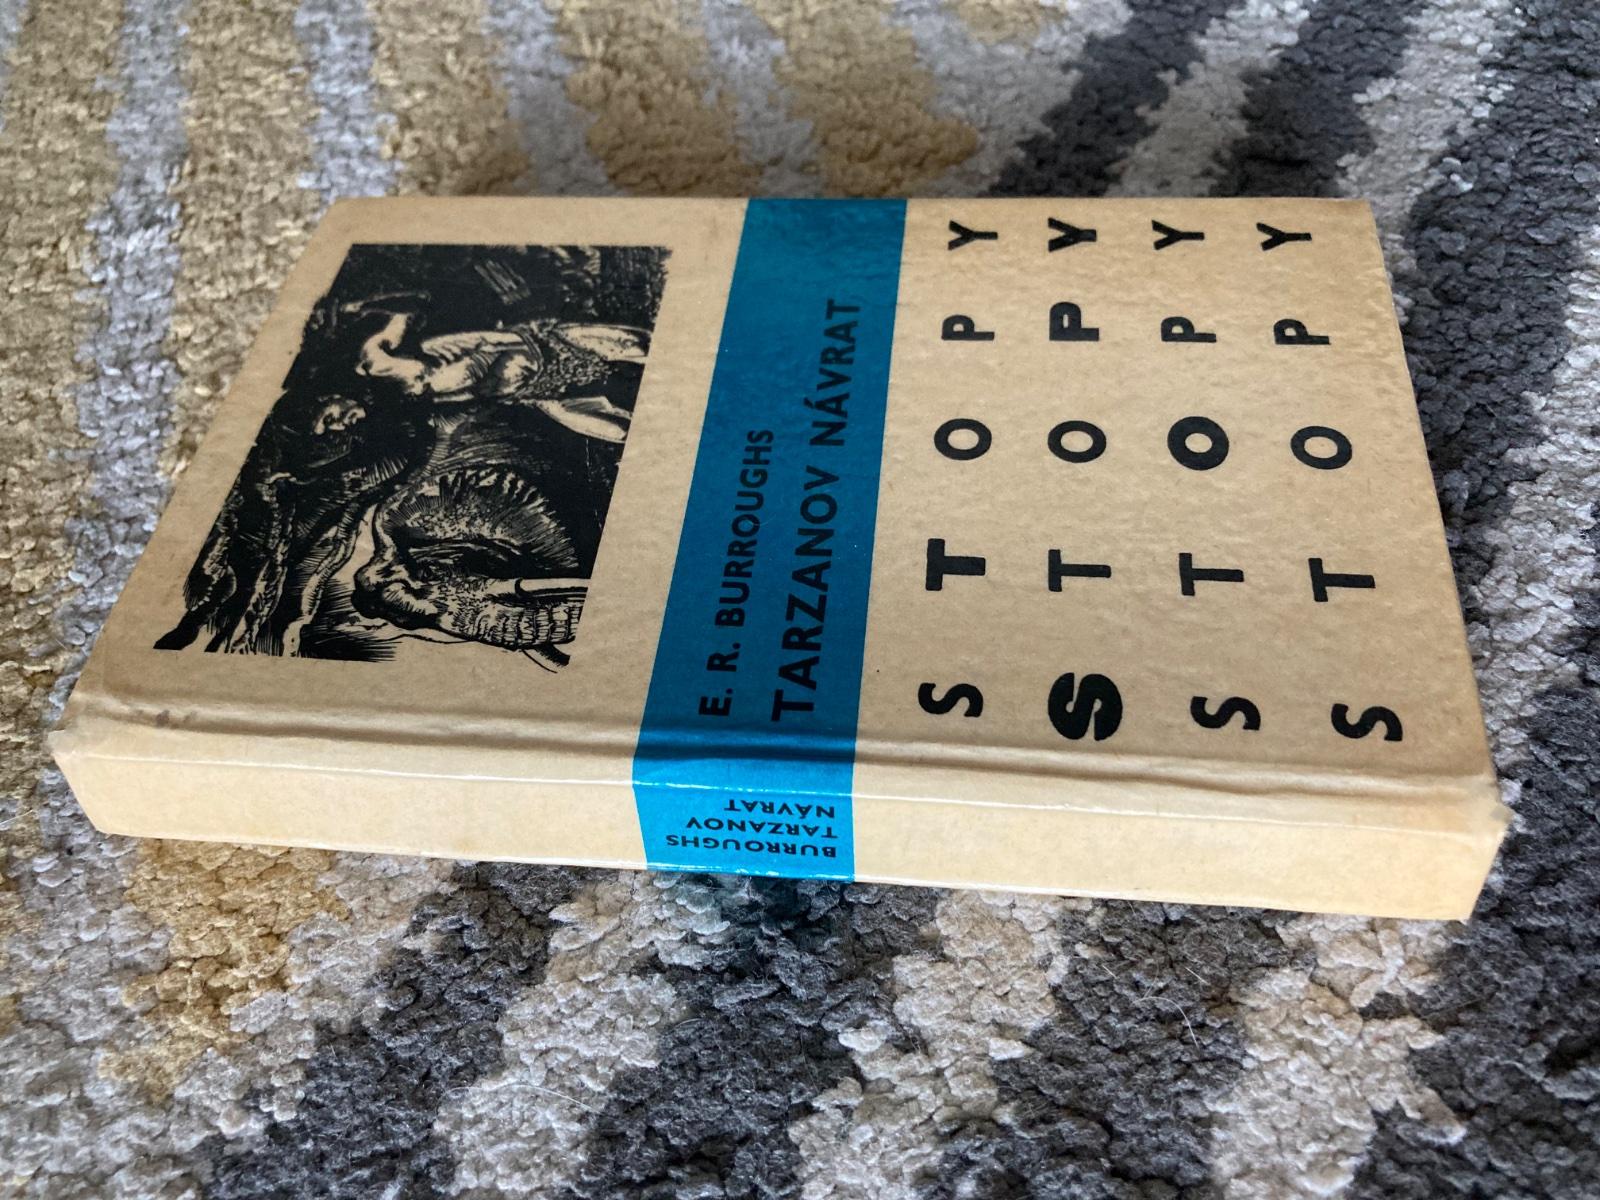 E. R. BURROUGHS
TARZANOV NÁVRAT
STOPY
STOPY
STOPY
STOPY
BURROUGHS
TARZANOV
NÁVRAT